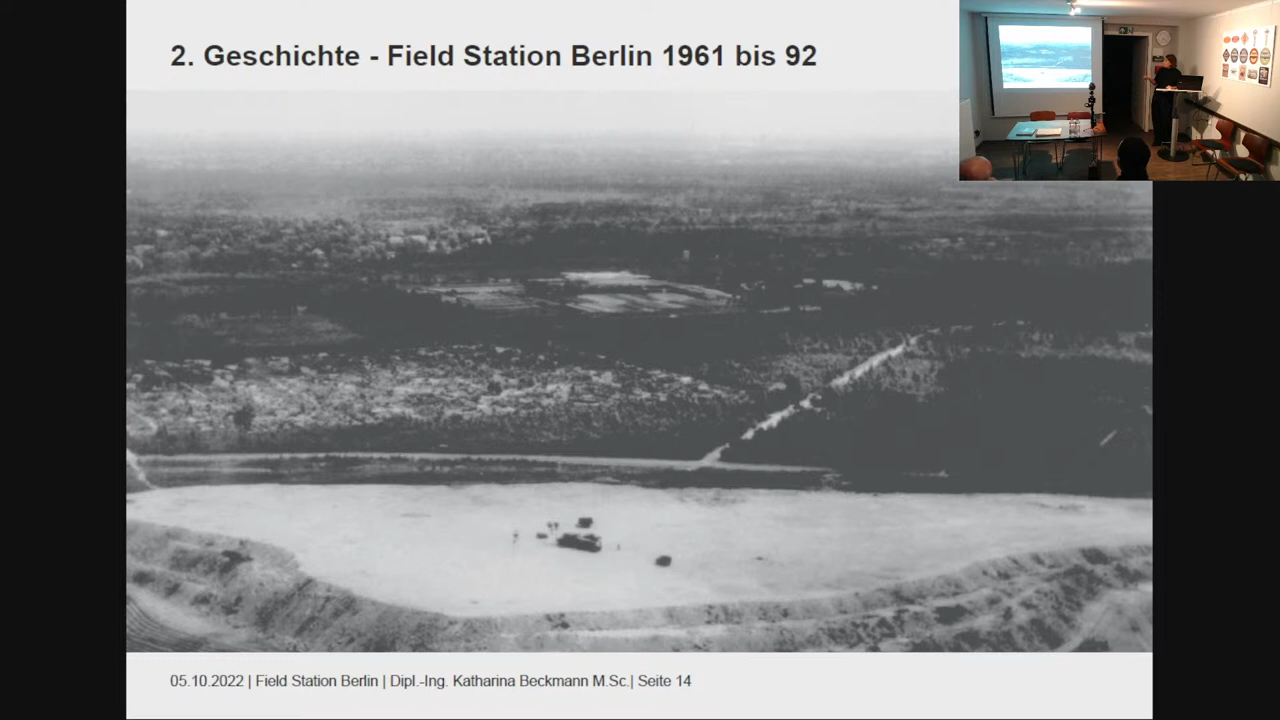 2. Geschichte - Field Station Berlin 1961 bis 92
05.10.2022 | Field Station Berlin | Dipl.-Ing. Katharina Beckmann M.Sc.| Seite 14